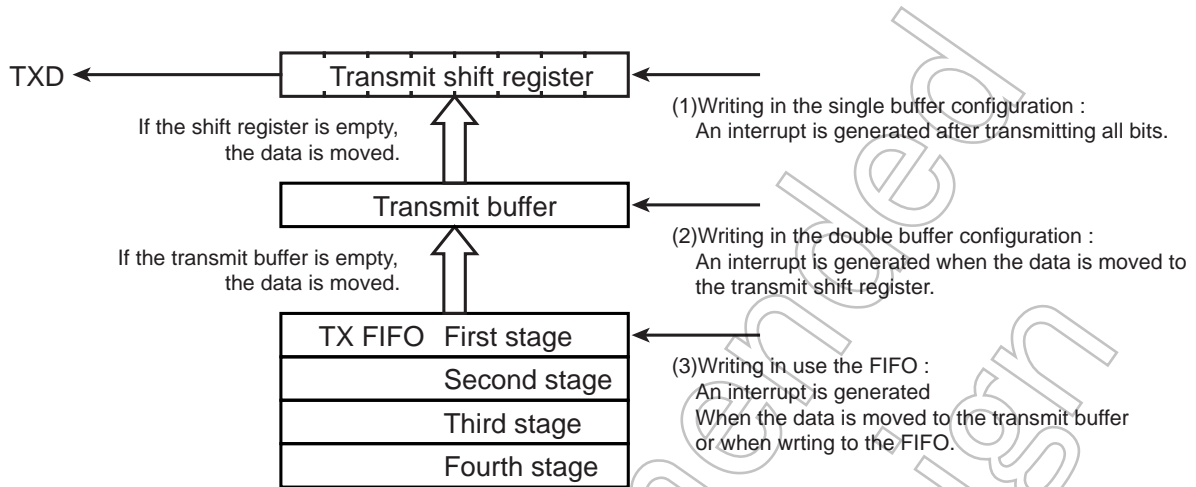 TXD
Transmit shift register
(1)Writing in the single buffer configuration :
An interrupt is generated after transmitting all bits.
If the shift register is empty,
the data is moved.
Transmit buffer
(2)Writing in the double buffer configuration :
An interrupt is generated when the data is moved to
the transmit shift register.
If the transmit buffer is empty,
the data is moved.
TX FIFO First stage
Second stage
Third stage
Fourth stage
(3)Writing in use the FIFO :
An interrupt is generated
When the data is moved to the transmit buffer
or when wrting to the FIFO.